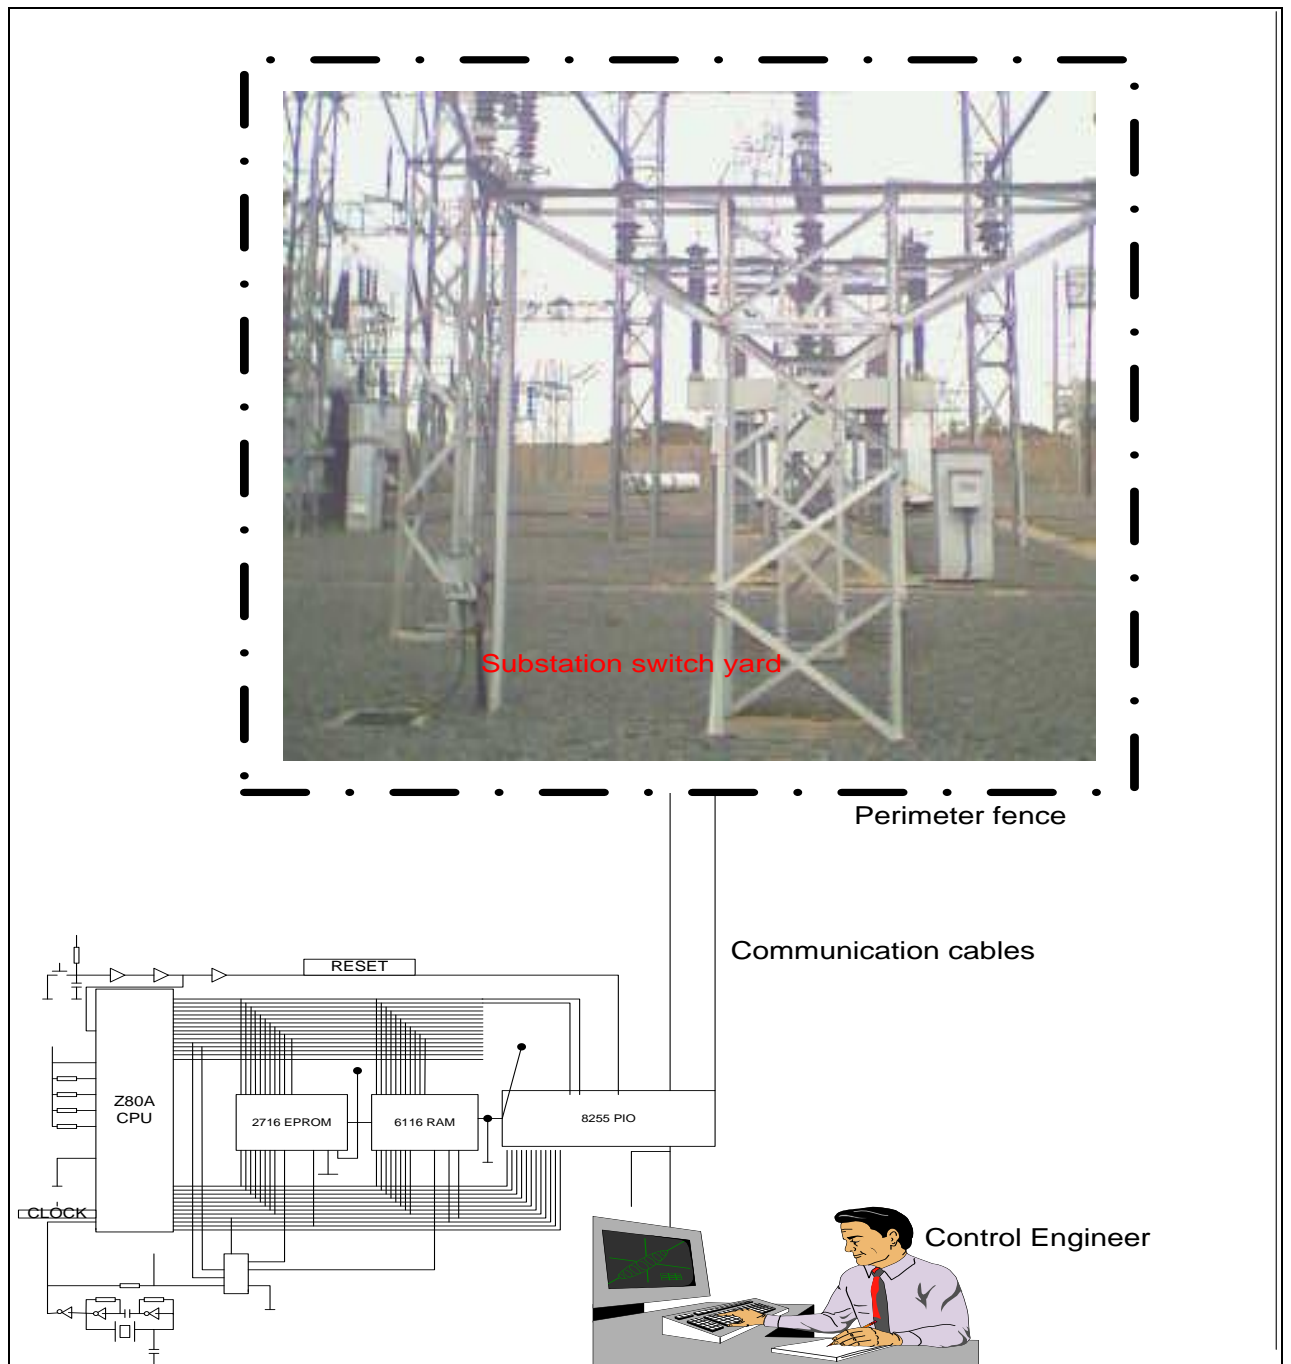 Substation switch yard
Perimeter fence
Communication cables
RESET
Z80A
CPU
2716 EPROM
6116 RAM
8255 PIO
CLOCK
Control Engineer